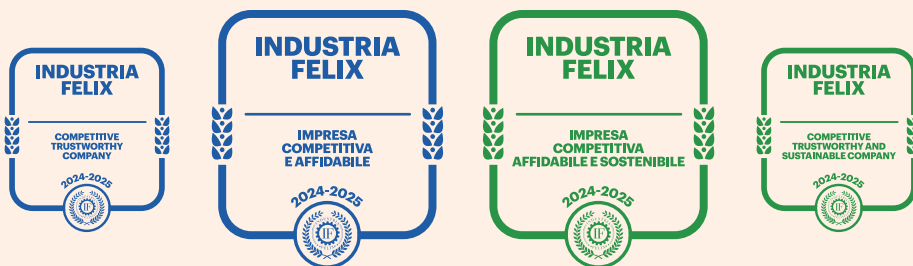 INDUSTRIA
FELIX
COMPETITIVE
TRUSTWORTHY
COMPANY
2024-2025
IF
INDUSTRIA
FELIX
IMPRESA
COMPETITIVA
E AFFIDABILE
2024-2025
IF
INDUSTRIA
FELIX
IMPRESA
COMPETITIVA
AFFIDABILE E SOSTENIBILE
2024-2025
IF
INDUSTRIA
FELIX
COMPETITIVE
TRUSTWORTHY AND
SUSTAINABLE COMPANY
2024-2025
IF